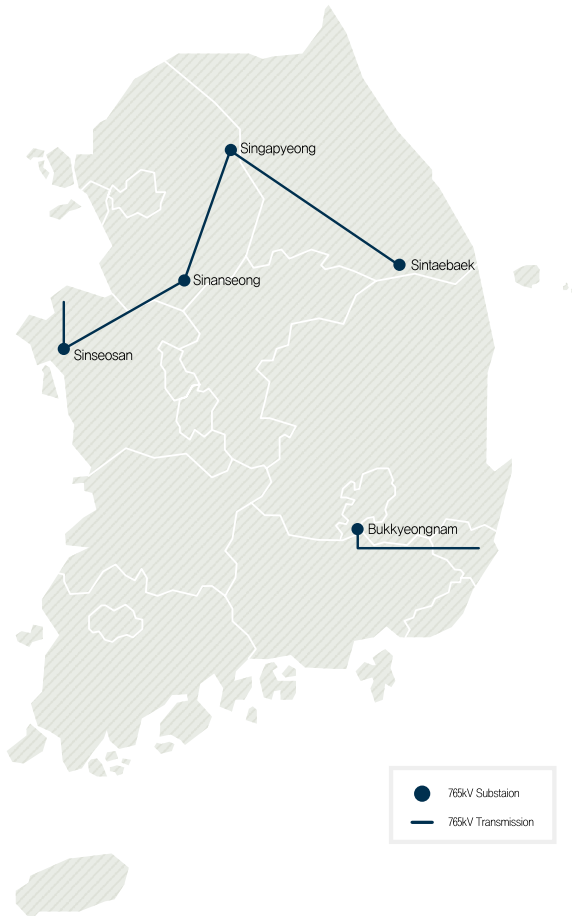 Singapyeong
Sintaebaek
Sinanseong
Sinseosan
Bukkyeongnam
765kV Substaion
765kV Transmission